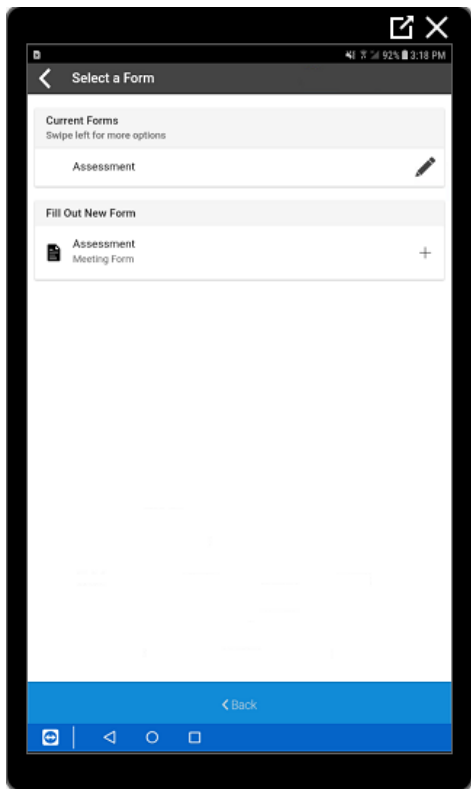 92% 3:18 PM
Select a Form
Current Forms
Swipe left for more options
Assessment
Fill Out New Form
Assessment
Meeting Form
Back